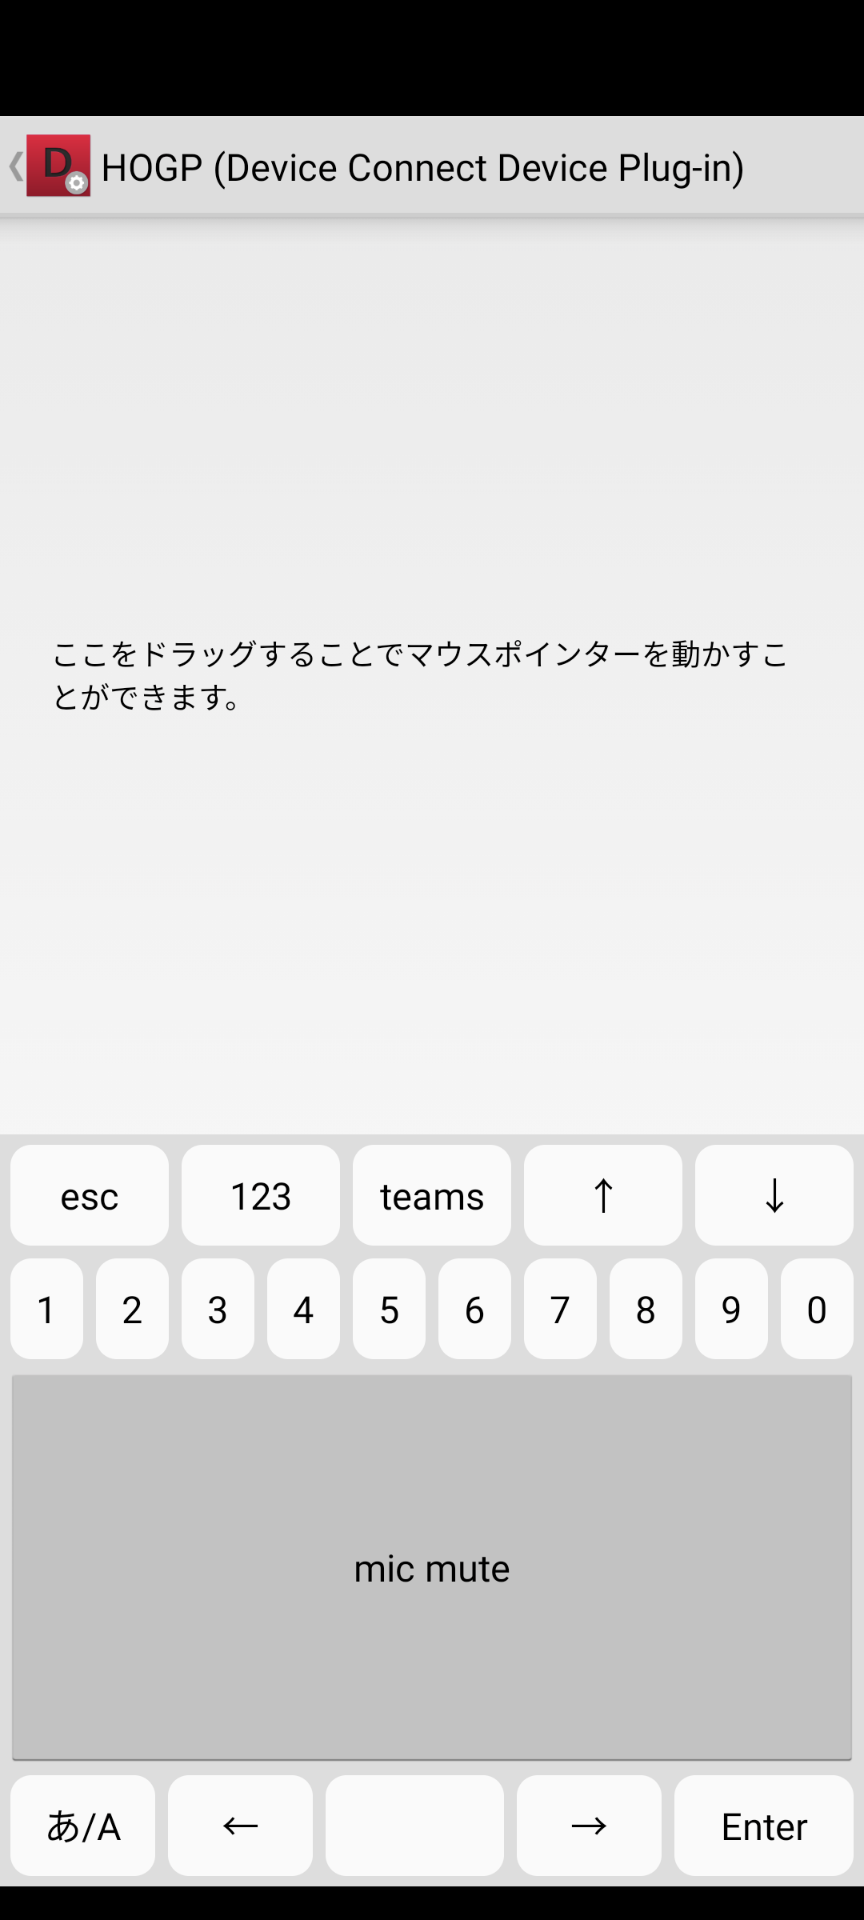 D HOGP (Device Connect Device Plug-in)
ここをドラッグすることでマウスポインターを動かすこ
とができます。
esc 123 teams ↑ ↓
1 2 3 4 5 6 7 8 9 0
mic mute
あ/A ← → Enter